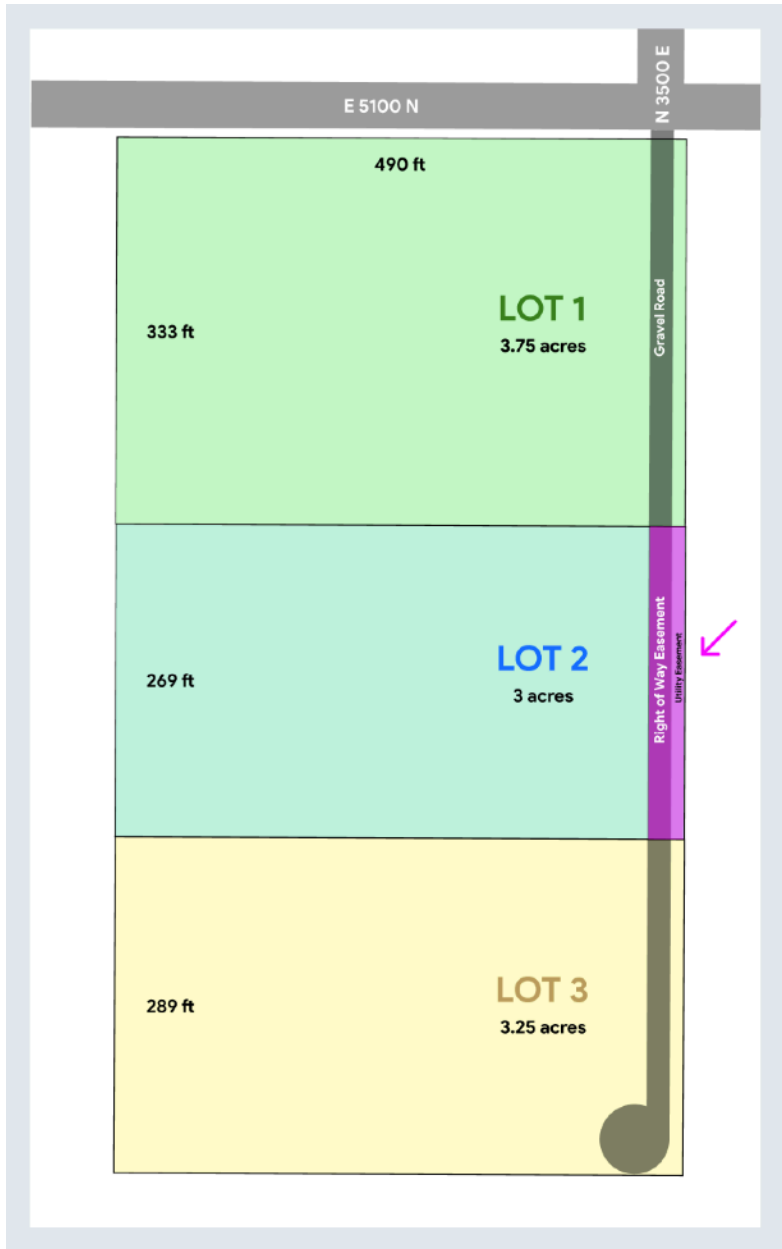 N 3500 E
E 5100 N
490 ft
LOT 1
3.75 acres
333 ft
Gravel Road
LOT 2
3 acres
269 ft
Right of Way Easement
Utility Easement
LOT 3
3.25 acres
289 ft